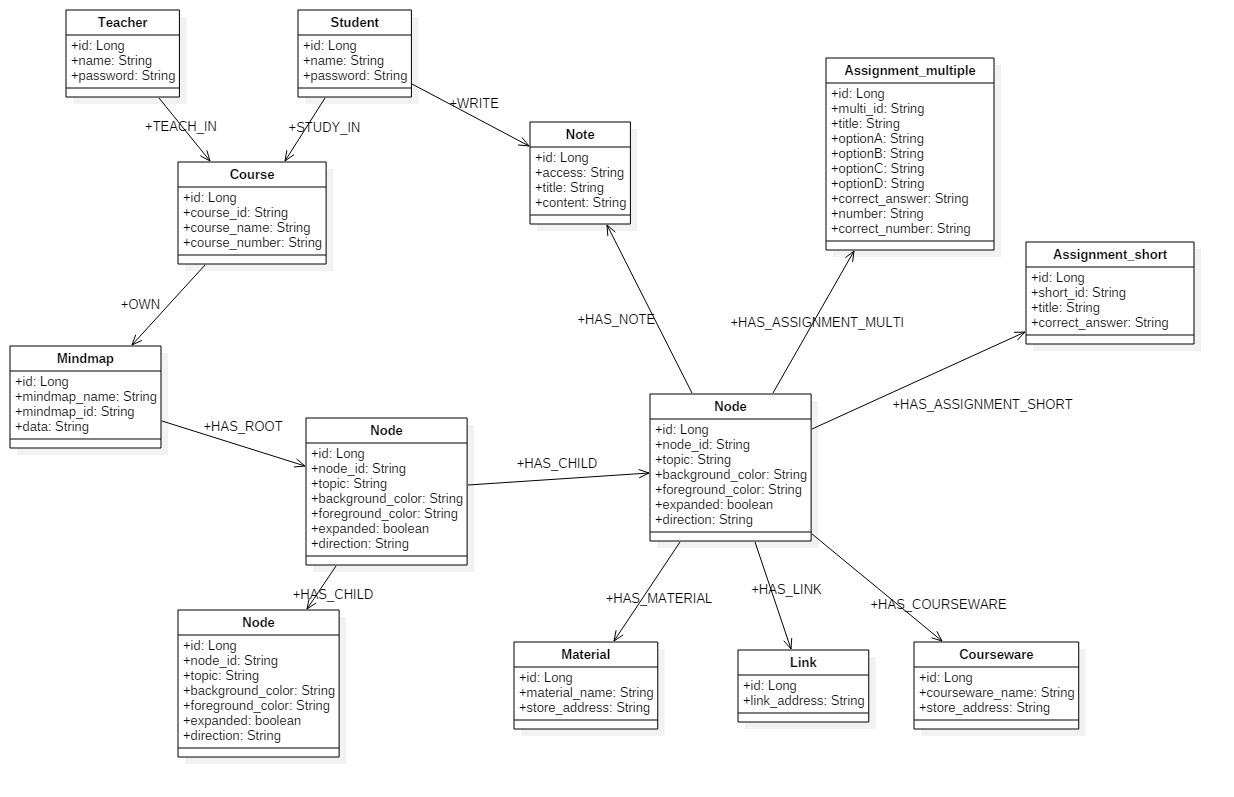 Teacher
+id: Long
+name: String
+password: String
Student
+id: Long
+name: String
+password: String
+TEACH_IN
+STUDY_IN
+WRITE
Note
+id: Long
+access: String
+title: String
+content: String
Assignment_multiple
+id: Long
+multi_id: String
+title: String
+optionA: String
+optionB: String
+optionC: String
+optionD: String
+correct_answer: String
+number: String
+correct_number: String
Course
+id: Long
+course_id: String
+course_name: String
+course_number: String
Assignment_short
+id: Long
+short_id: String
+title: String
+correct_answer: String
+OWN
+HAS_NOTE
+HAS_ASSIGNMENT_MULTI
+HAS_ASSIGNMENT_SHORT
Mindmap
+id: Long
+mindmap_name: String
+mindmap_id: String
+data: String
+HAS_ROOT
Node
+id: Long
+node_id: String
+topic: String
+background_color: String
+foreground_color: String
+expanded: boolean
+direction: String
+HAS_CHILD
Node
+id: Long
+node_id: String
+topic: String
+background_color: String
+foreground_color: String
+expanded: boolean
+direction: String
+HAS_CHILD
+HAS_MATERIAL
+HAS_LINK
+HAS_COURSEWARE
Node
+id: Long
+node_id: String
+topic: String
+background_color: String
+foreground_color: String
+expanded: boolean
+direction: String
Material
+id: Long
+material_name: String
+store_address: String
Link
+id: Long
+link_address: String
Courseware
+id: Long
+courseware_name: String
+store_address: String